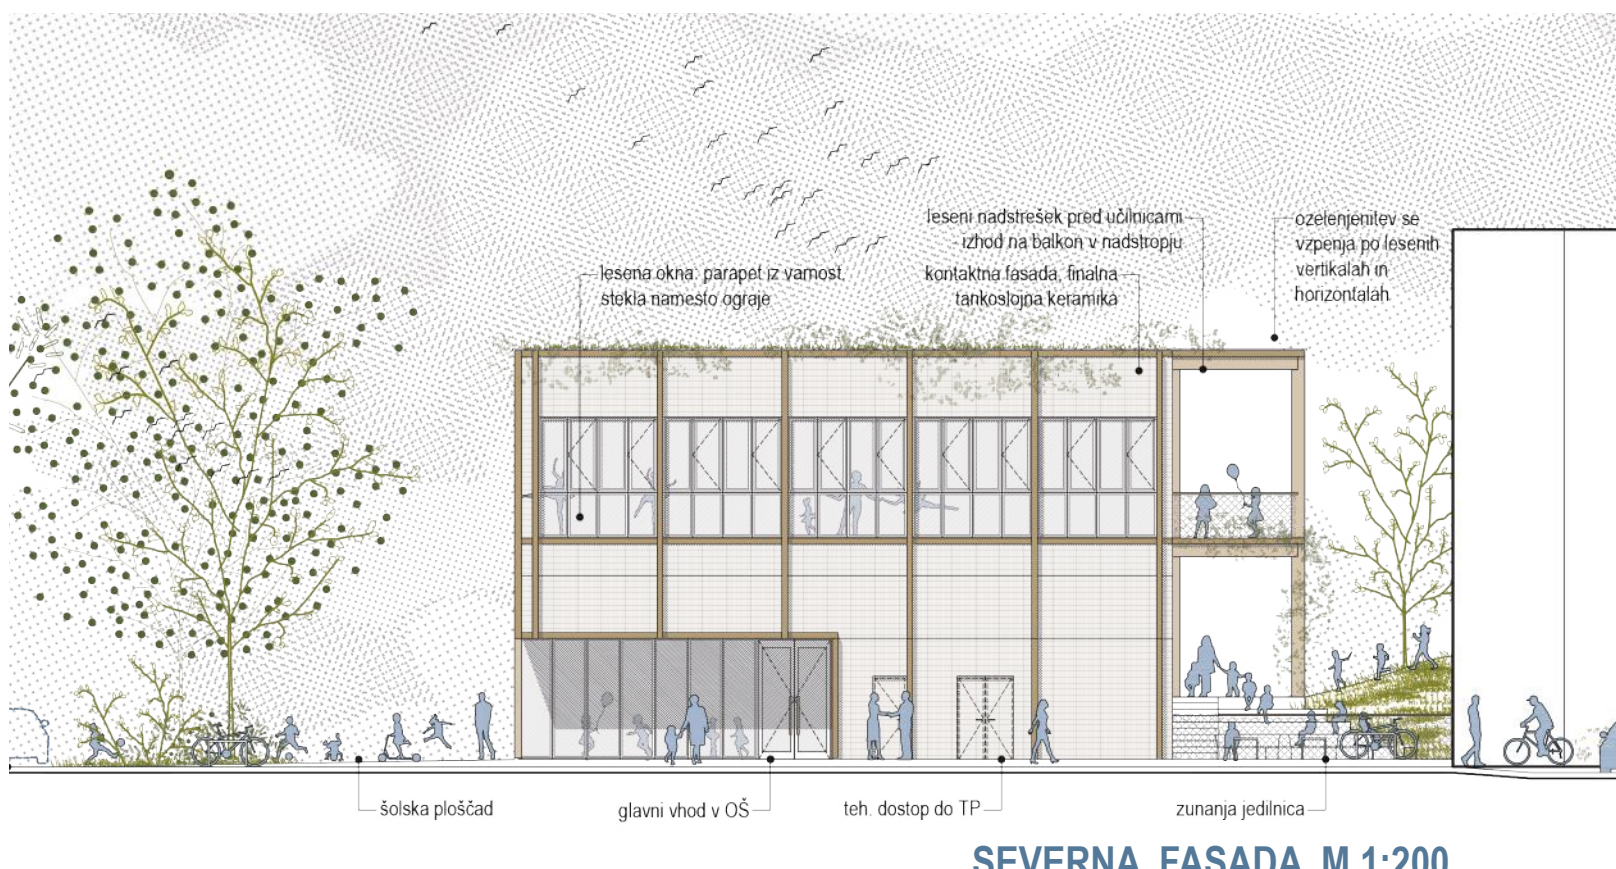 leseni nadstrešek pred učilnicami
izhod na balkon v nadstropju
ozelenjenitev se
vzpenja po lesenih
vertikalah in
horizontalah
lesena okna: parapet iz varnost.
stekla namesto ograje
kontaktna fasada, finalna
tankoslojna keramika
šolska ploščad
glavni vhod v OŠ
teh. dostop do TP
zunanja jedilnica
SEVERNA FASADA M 1:200